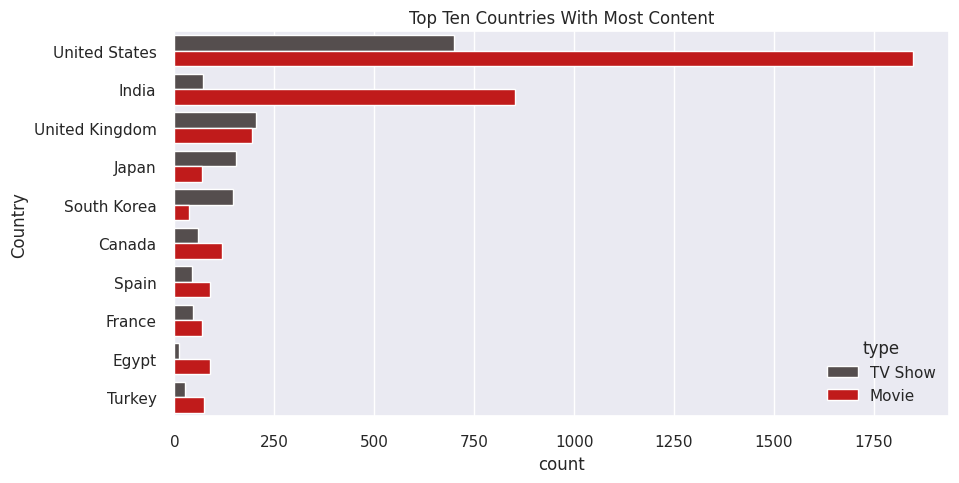 Top Ten Countries With Most Content
Country
United States
India
United Kingdom
Japan
South Korea
Canada
Spain
France
Egypt
Turkey
type
TV Show
Movie
0 250 500 750 1000 1250 1500 1750
count